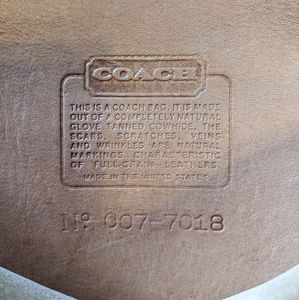 COACH
THIS IS A COACH BAG. IT IS MADE
OUT OF A COMPLETELY NATURAL
GLOVE TANNED COWHIDE. THE
SCARS, SCRATCHES, VEINS
AND WRINKLES ARE NATURAL
MARKINGS, CHARACTERISTIC
OF FULL-GRAIN LEATHERS.
MADE IN THE UNITED STATES
Nº 007-7018